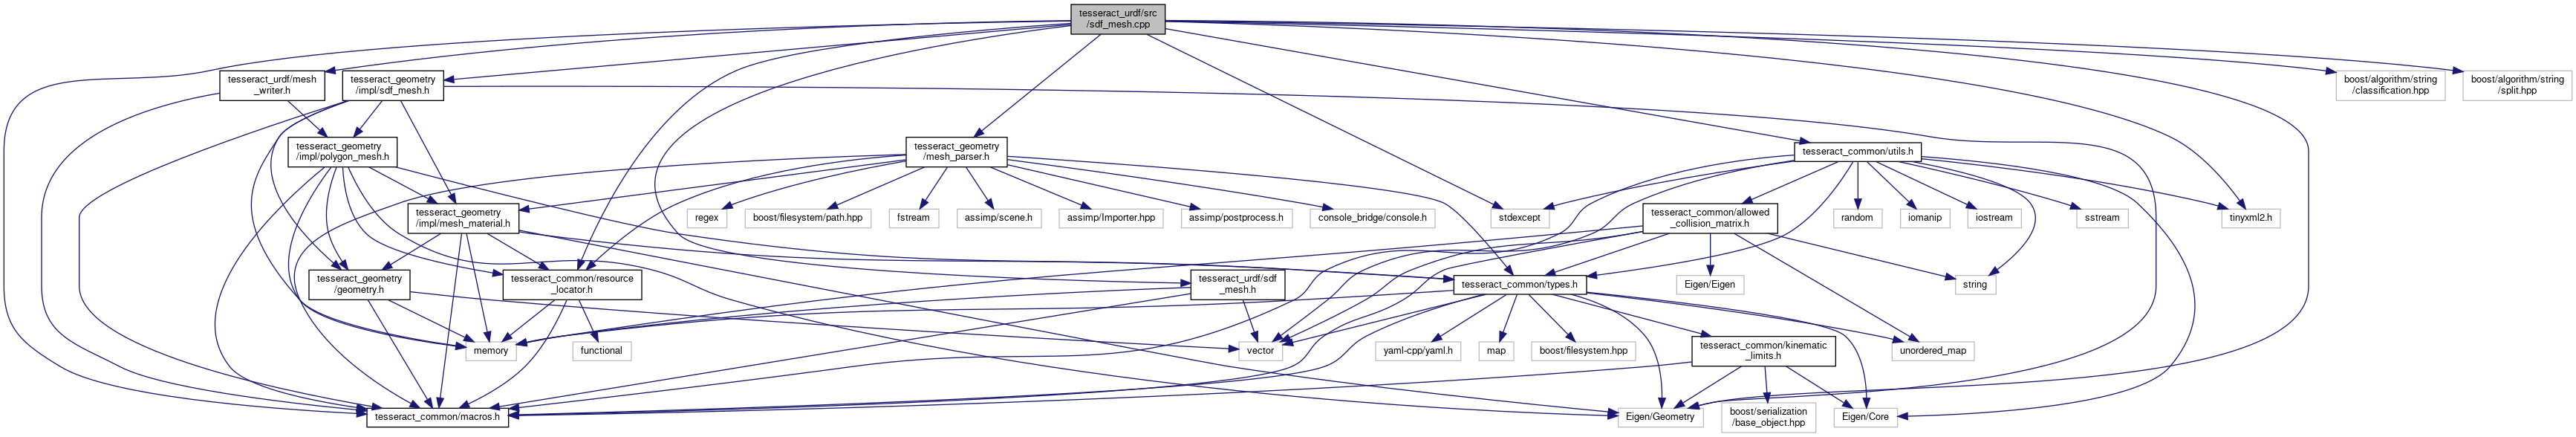 tesseract_urdf/src
/sdf_mesh.cpp
tesseract_urdf/mesh
_writer.h
tesseract_geometry
/impl/sdf_mesh.h
boost/algorithm/string
/classification.hpp
boost/algorithm/string
/split.hpp
tesseract_geometry
/impl/polygon_mesh.h
tesseract_geometry
/mesh_parser.h
tesseract_common/utils.h
tesseract_geometry
/impl/mesh_material.h
regex
boost/filesystem/path.hpp
fstream
assimp/scene.h
assimp/Importer.hpp
assimp/postprocess.h
console_bridge/console.h
stdexcept
tesseract_common/allowed
_collision_matrix.h
random
iomanip
iostream
sstream
tinyxml2.h
tesseract_geometry
/geometry.h
tesseract_common/resource
_locator.h
tesseract_urdf/sdf
_mesh.h
tesseract_common/types.h
Eigen/Eigen
string
memory
functional
vector
yaml-cpp/yaml.h
map
boost/filesystem.hpp
tesseract_common/kinematic
_limits.h
unordered_map
tesseract_common/macros.h
Eigen/Geometry
boost/serialization
/base_object.hpp
Eigen/Core